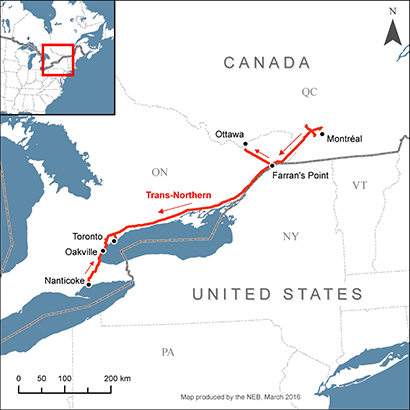 CANADA
QC
Ottawa
Montréal
ON
Farran's Point
Trans-Northern
VT
Toronto
NY
Oakville
Nanticoke
UNITED STATES
PA
0 50 100 200 km
Map produced by the NEB, March 2016
N